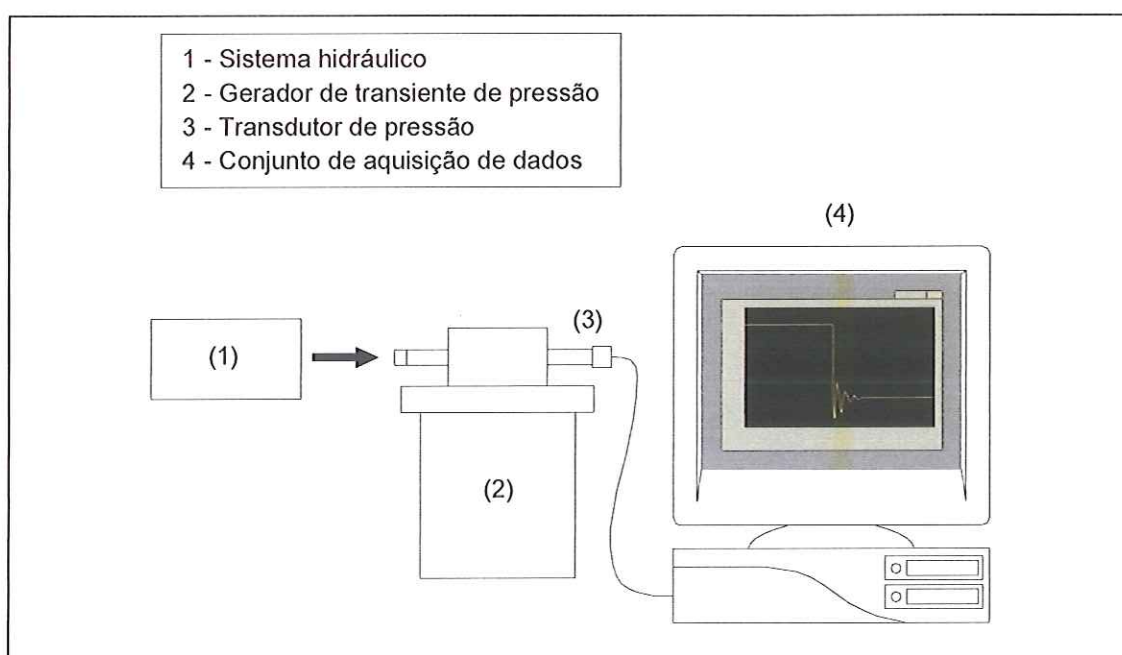 1 - Sistema hidráulico
2 - Gerador de transiente de pressão
3 - Transdutor de pressão
4 - Conjunto de aquisição de dados
(4)
(3)
(1)
(2)